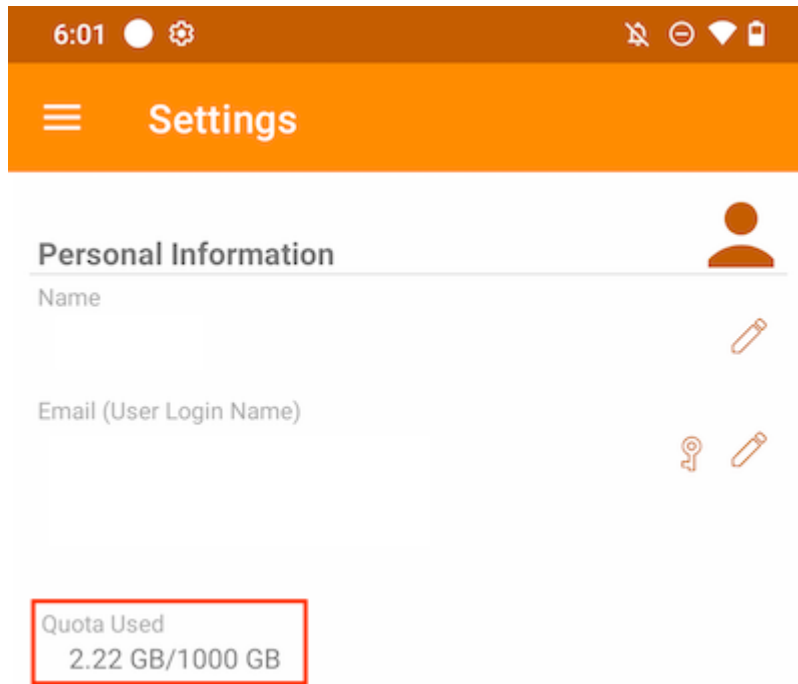 6:01
Settings
Personal Information
Name
Email (User Login Name)
Quota Used
2.22 GB/1000 GB